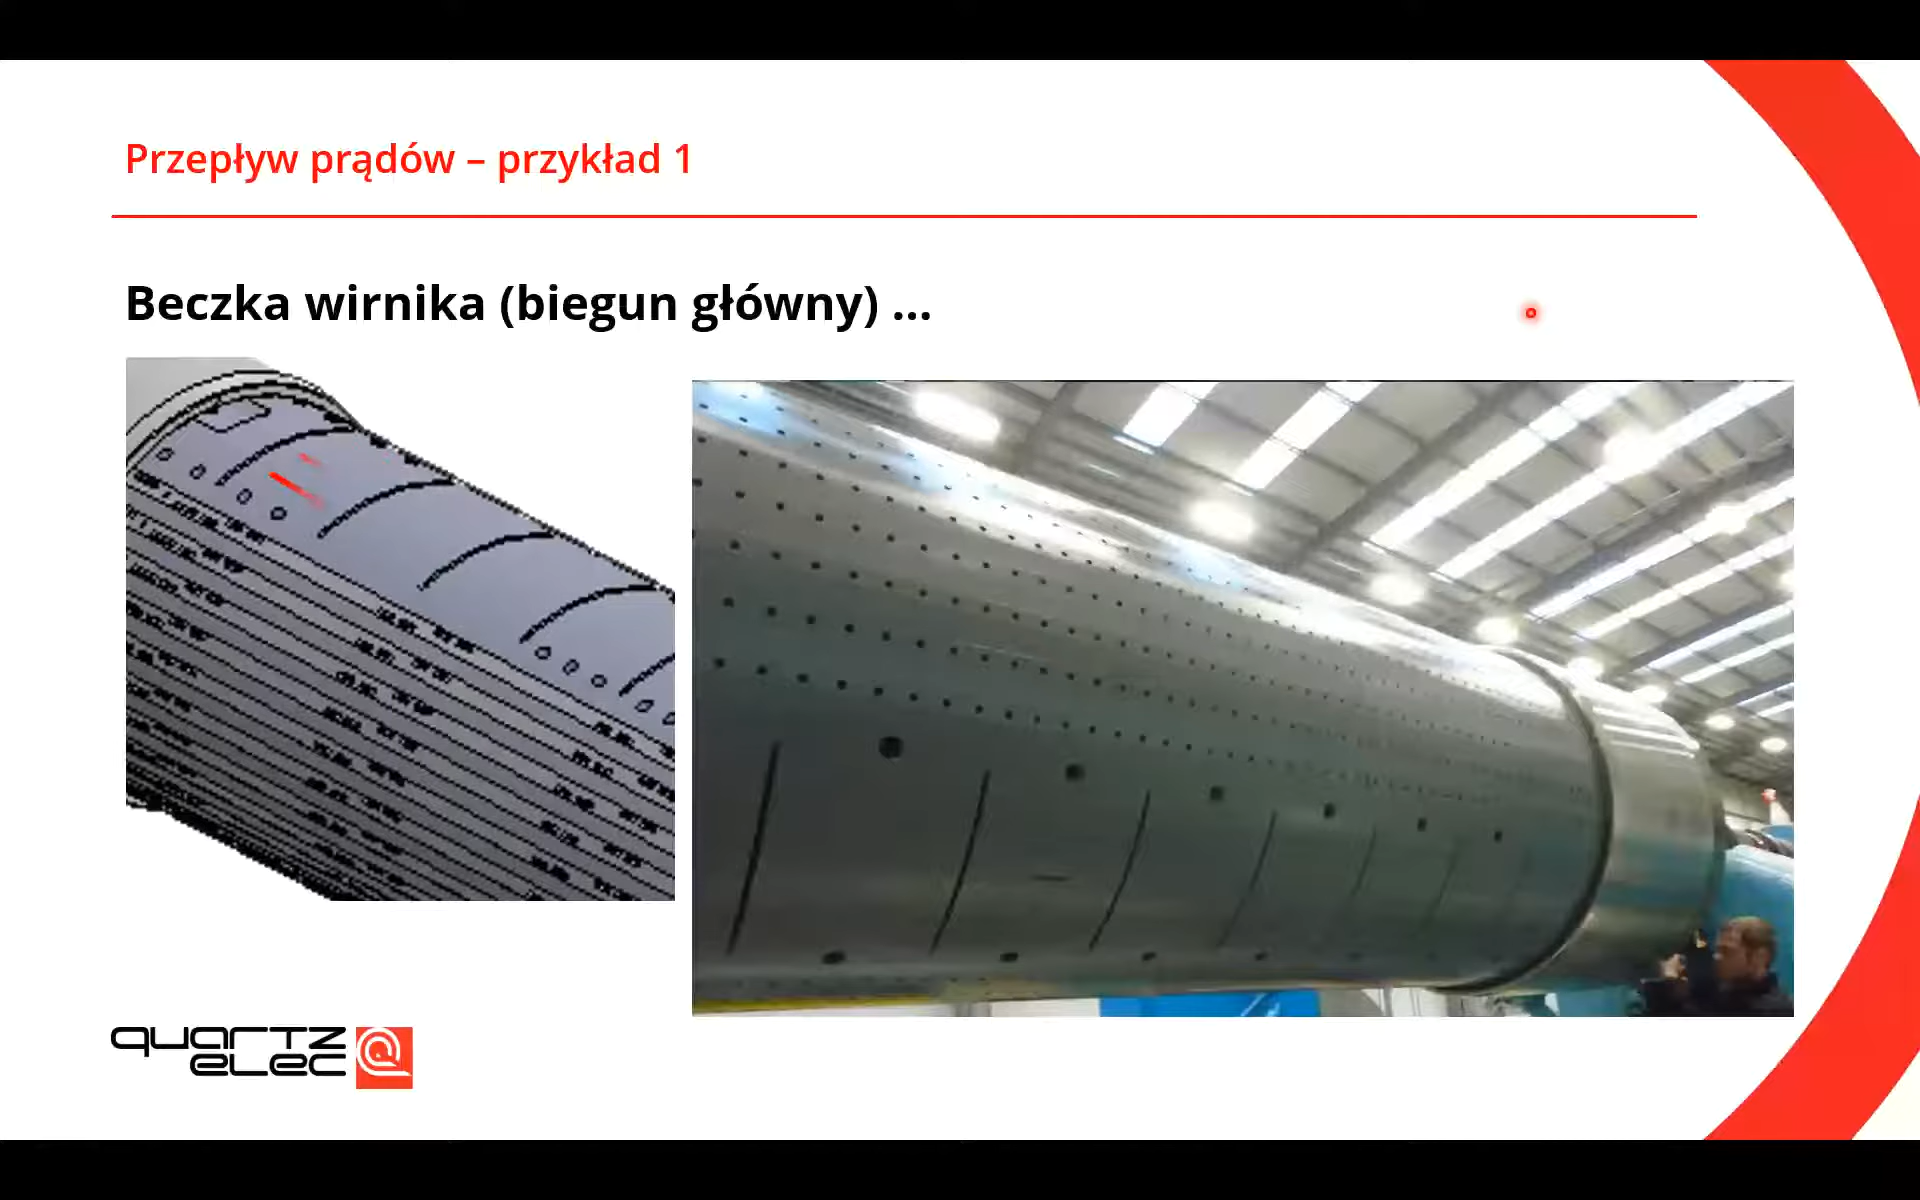 Przepływ prądów – przykład 1
Beczka wirnika (biegun główny) ...
quartz
elec